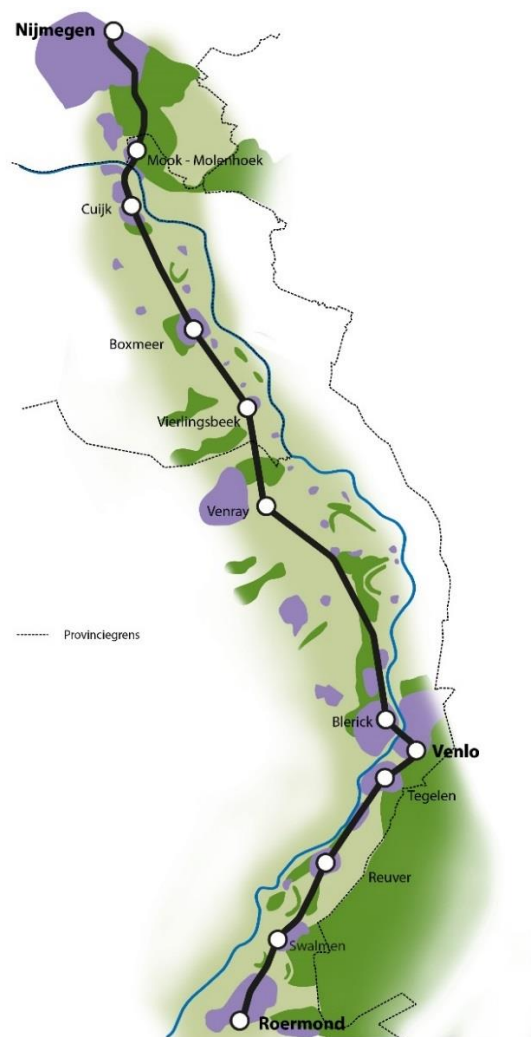 Nijmegen
Mook - Molenhoek
Cuijk
Boxmeer
Vierlingsbeek
Venray
Provinciegrens
Blerick
Venlo
Tegelen
Reuver
Swalmen
Roermond